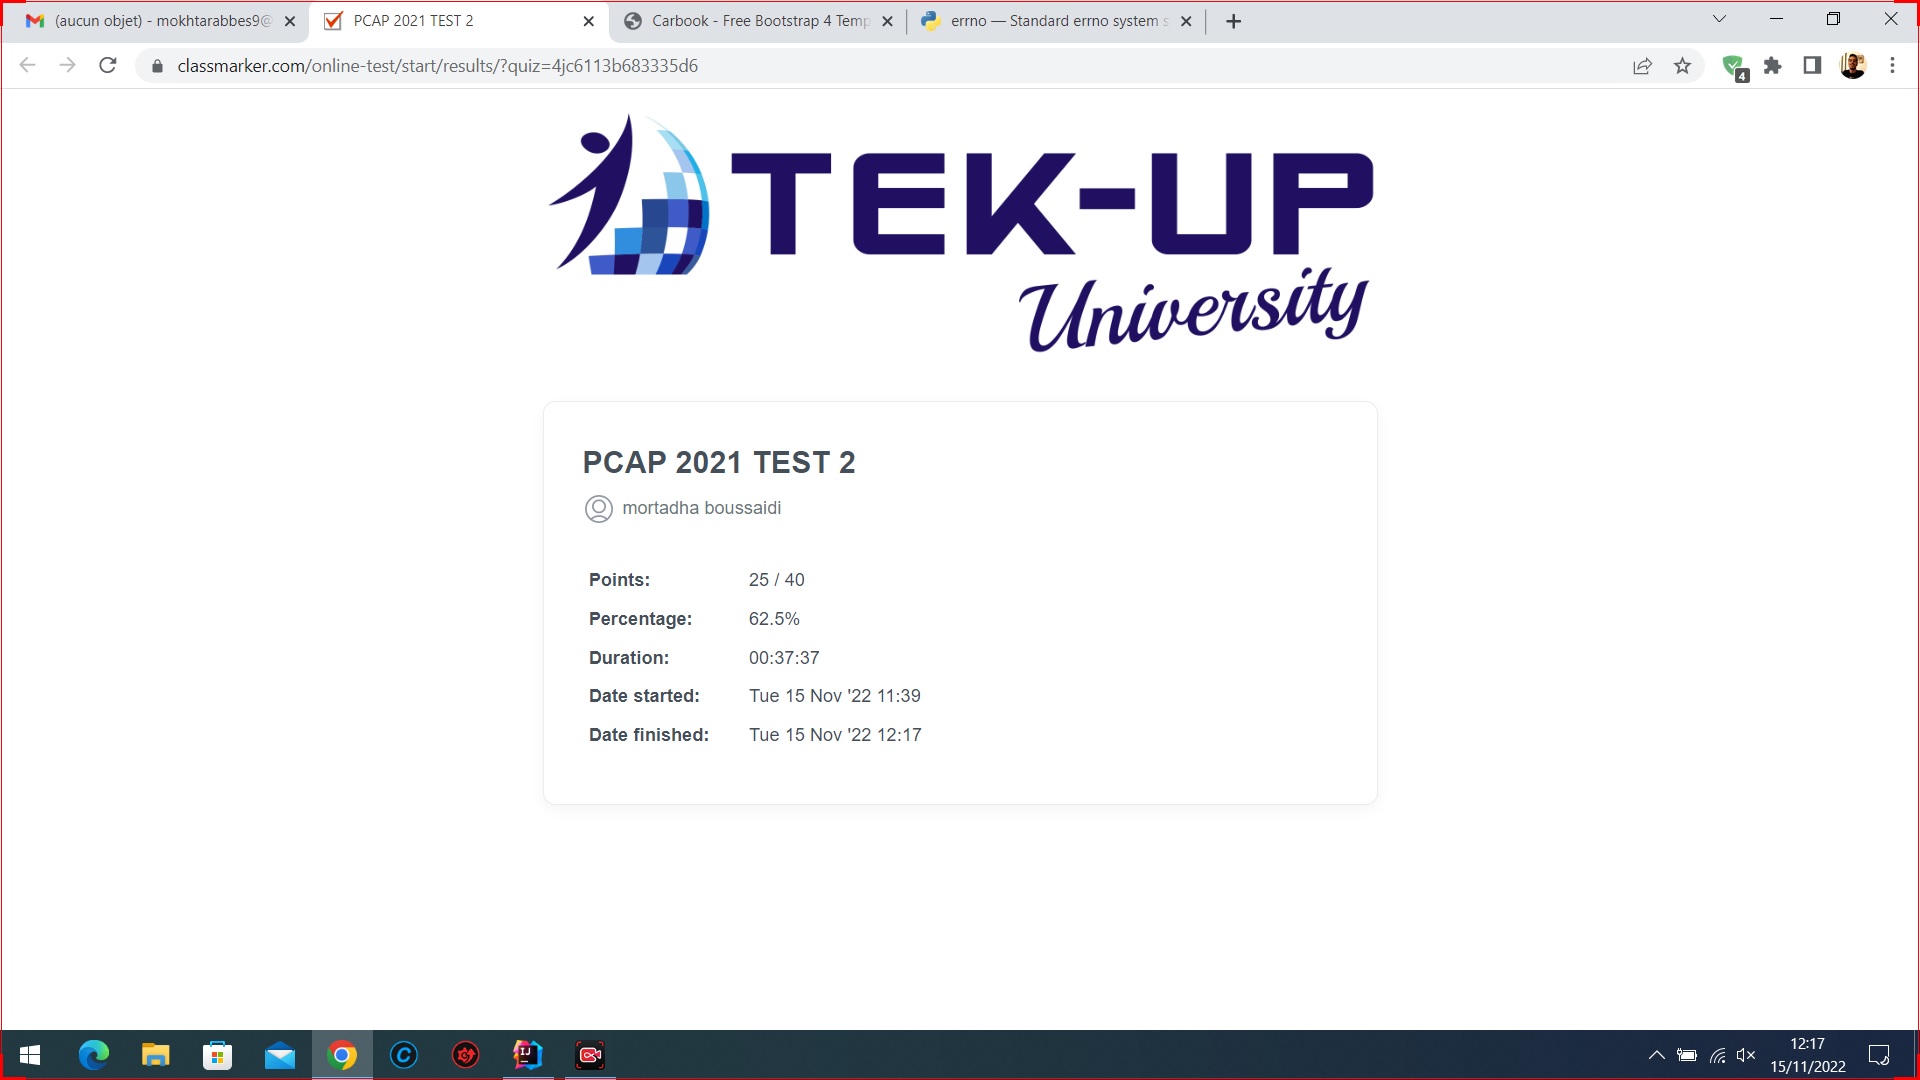 (aucun objet) - mokhtarabbes9@
PCAP 2021 TEST 2
Carbook - Free Bootstrap 4 Temp
errno — Standard errno system s
classmarker.com/online-test/start/results/?quiz=4jc6113b683335d6
4
TEK-UP
University
PCAP 2021 TEST 2
mortadha boussaidi
Points: 25 / 40
Percentage: 62.5%
Duration: 00:37:37
Date started: Tue 15 Nov '22 11:39
Date finished: Tue 15 Nov '22 12:17
12:17
15/11/2022